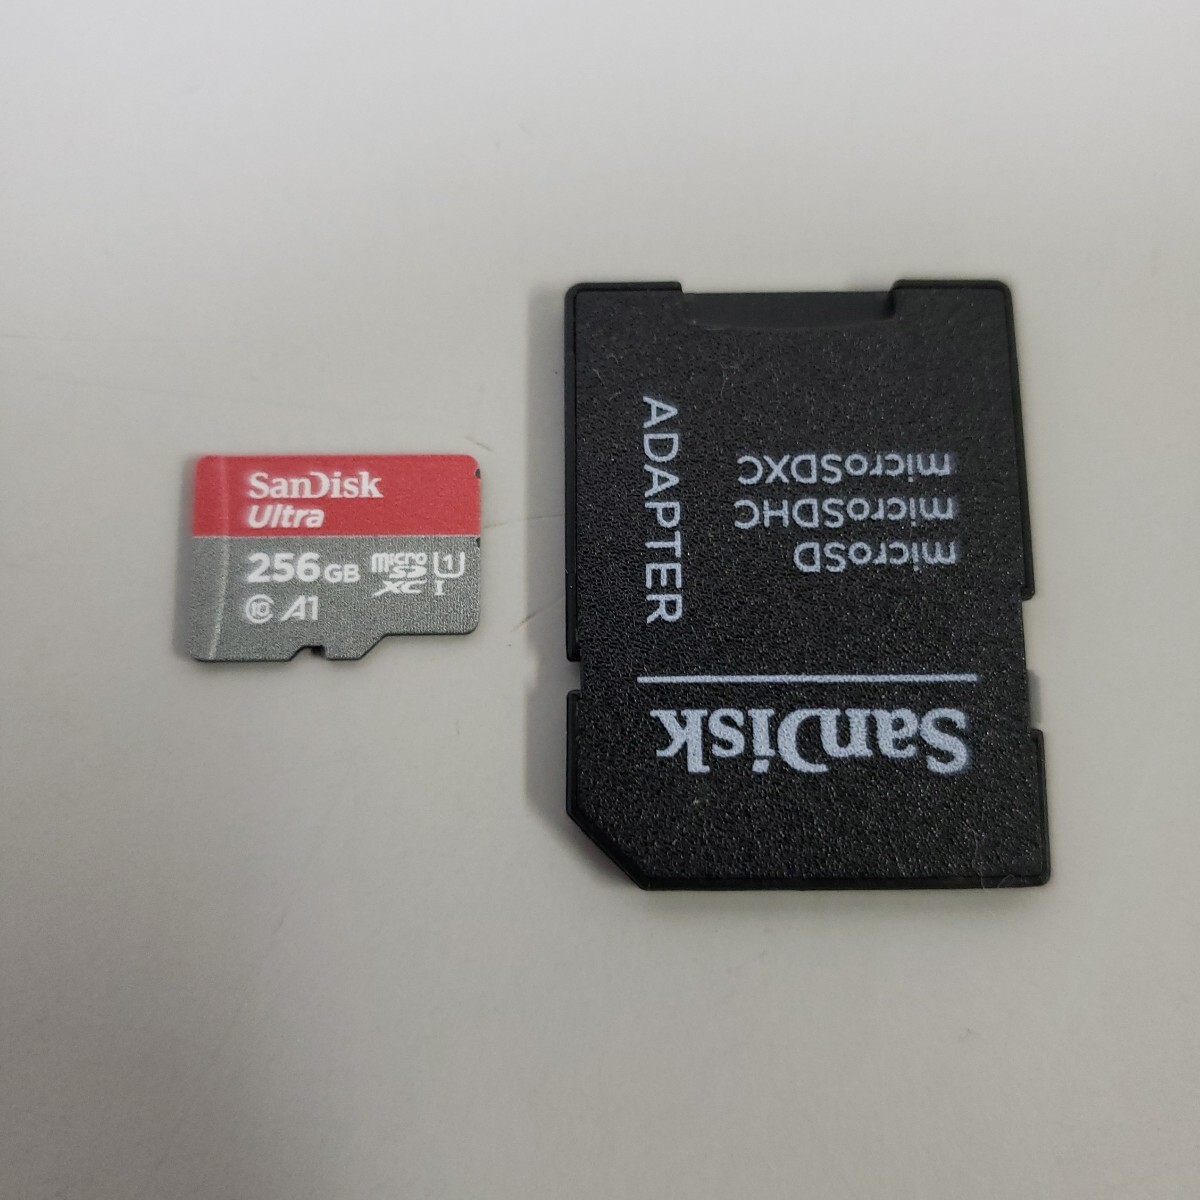 SanDisk
Ultra
256GB micro SD XC U1 I
10 A1
SanDisk
microSD
microSDHC
microSDXC
ADAPTER